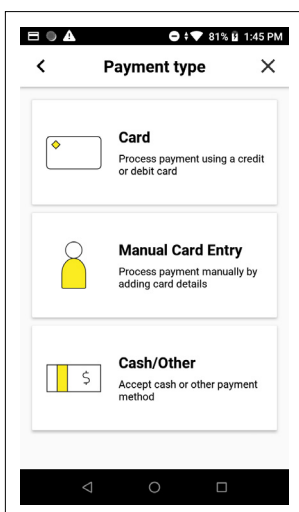 81% 1:45 PM
Payment type
Card
Process payment using a credit
or debit card
Manual Card Entry
Process payment manually by
adding card details
$
Cash/Other
Accept cash or other payment
method